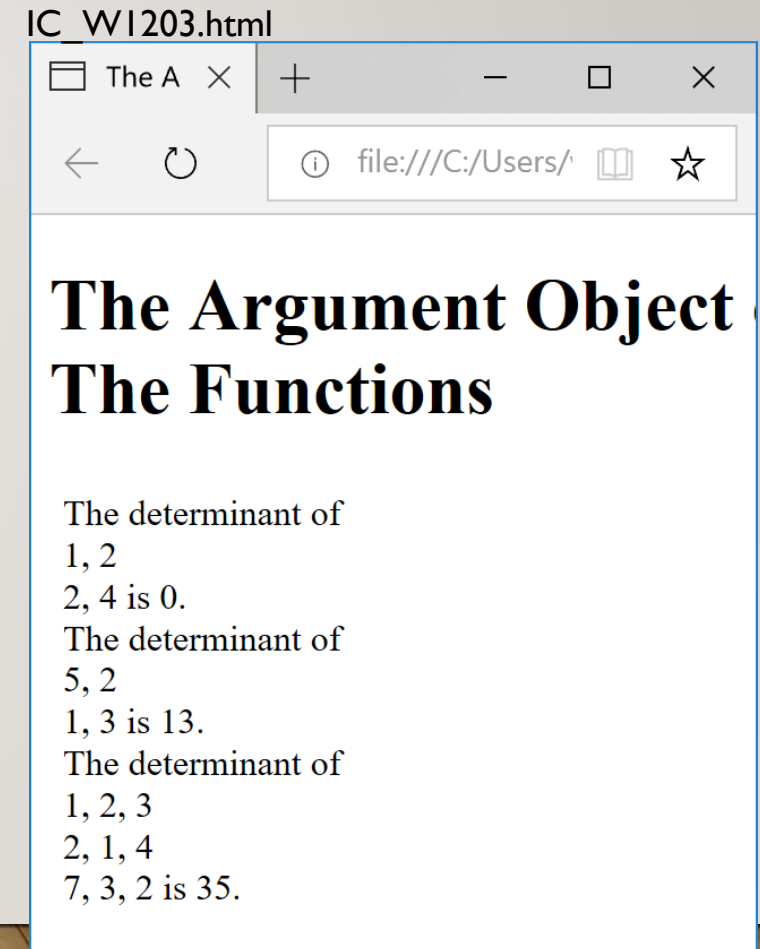 IC_W1203.html
The A
file:///C:/Users/
The Argument Object
The Functions
The determinant of
1, 2
2, 4 is 0.
The determinant of
5, 2
1, 3 is 13.
The determinant of
1, 2, 3
2, 1, 4
7, 3, 2 is 35.